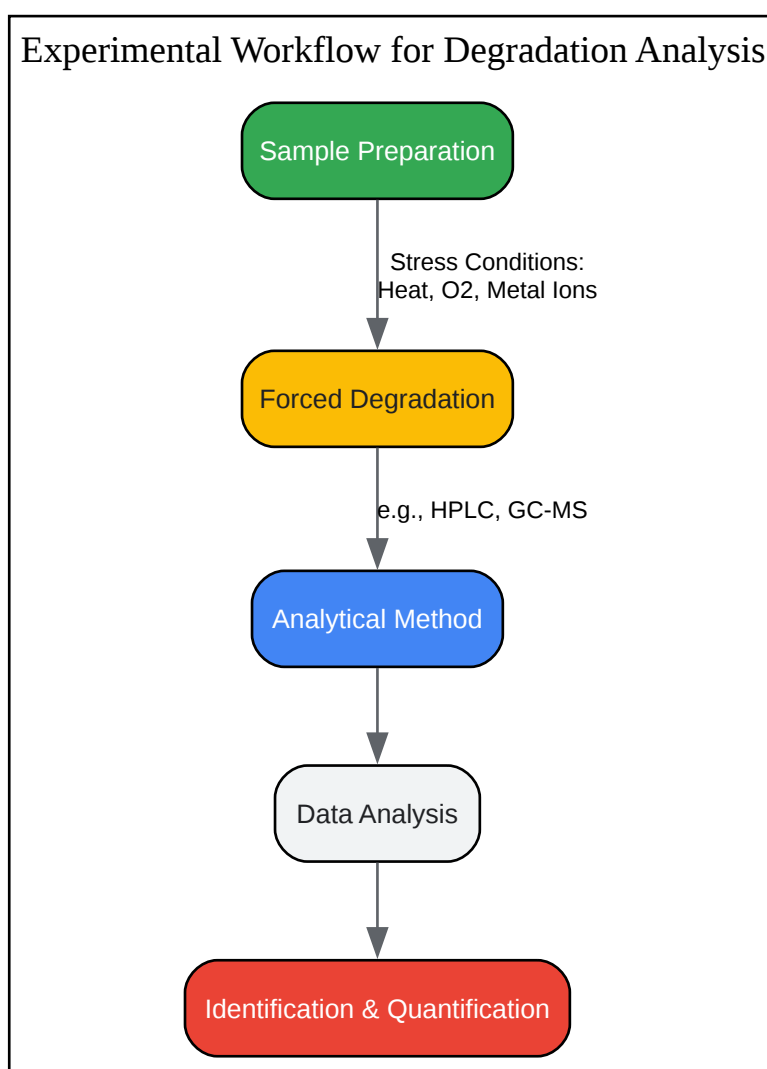 Experimental Workflow for Degradation Analysis
Sample Preparation
Stress Conditions:
Heat, O2, Metal Ions
Forced Degradation
e.g., HPLC, GC-MS
Analytical Method
Data Analysis
Identification & Quantification